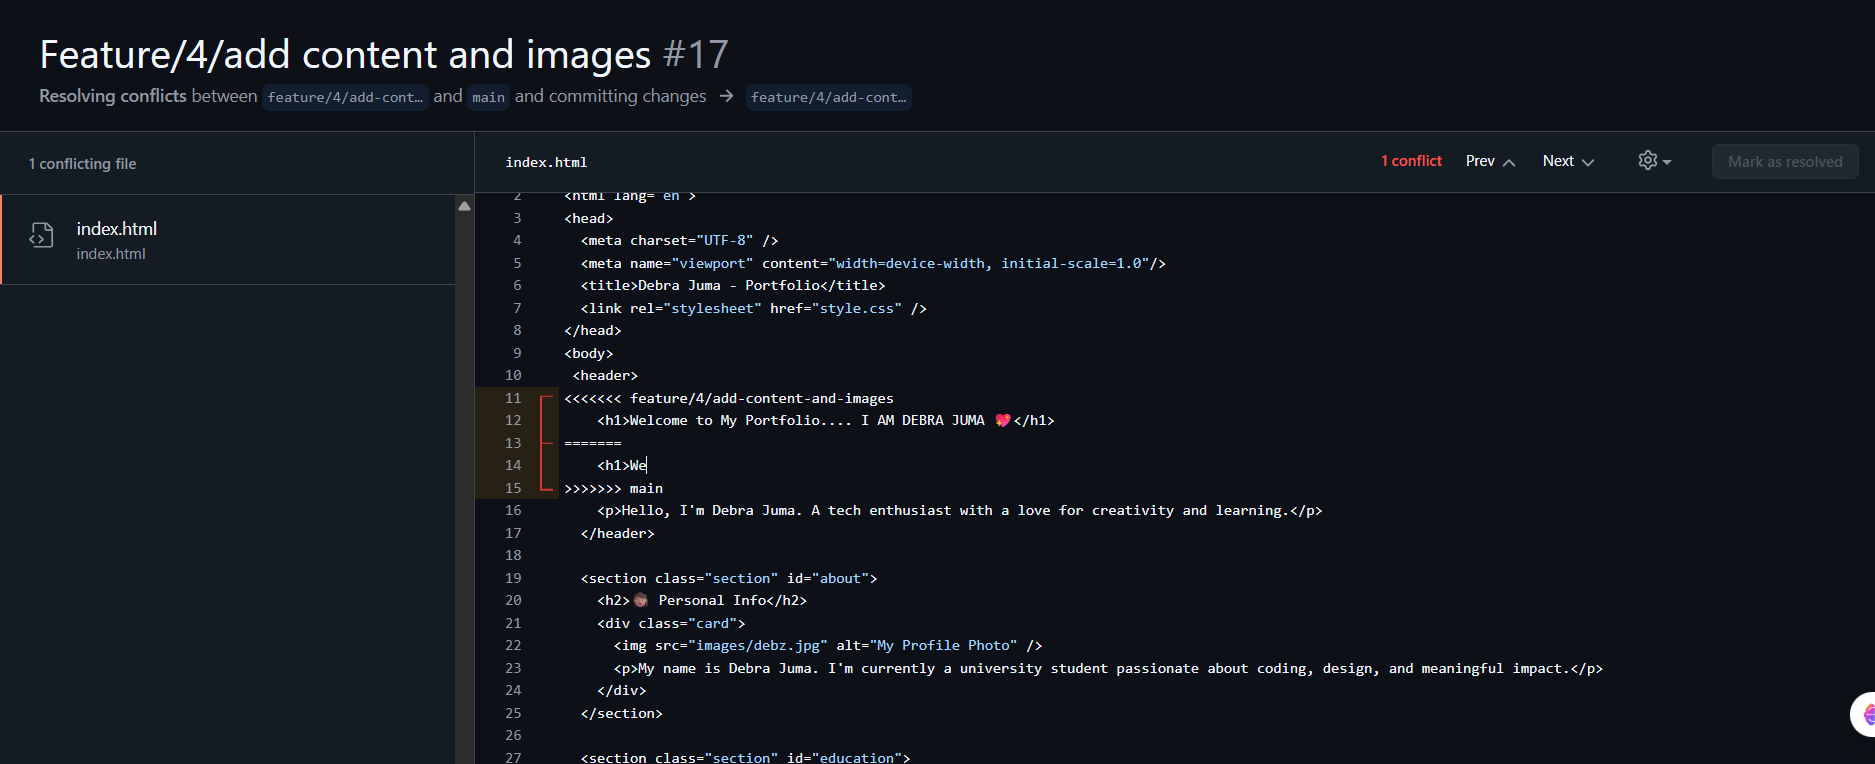 Feature/4/add content and images #17
Resolving conflicts between feature/4/add-cont… and main and committing changes → feature/4/add-cont…
1 conflicting file
index.html
index.html
index.html
1 conflict Prev Next Mark as resolved
2 <html lang="en">
3 <head>
4 <meta charset="UTF-8" />
5 <meta name="viewport" content="width=device-width, initial-scale=1.0"/>
6 <title>Debra Juma - Portfolio</title>
7 <link rel="stylesheet" href="style.css" />
8 </head>
9 <body>
10 <header>
11 <<<<<<< feature/4/add-content-and-images
12 <h1>Welcome to My Portfolio.... I AM DEBRA JUMA 💖</h1>
13 =======
14 <h1>We
15 >>>>>>> main
16 <p>Hello, I'm Debra Juma. A tech enthusiast with a love for creativity and learning.</p>
17 </header>
18
19 <section class="section" id="about">
20 <h2> Personal Info</h2>
21 <div class="card">
22 <img src="images/debz.jpg" alt="My Profile Photo" />
23 <p>My name is Debra Juma. I'm currently a university student passionate about coding, design, and meaningful impact.</p>
24 </div>
25 </section>
26
27 <section class="section" id="education">